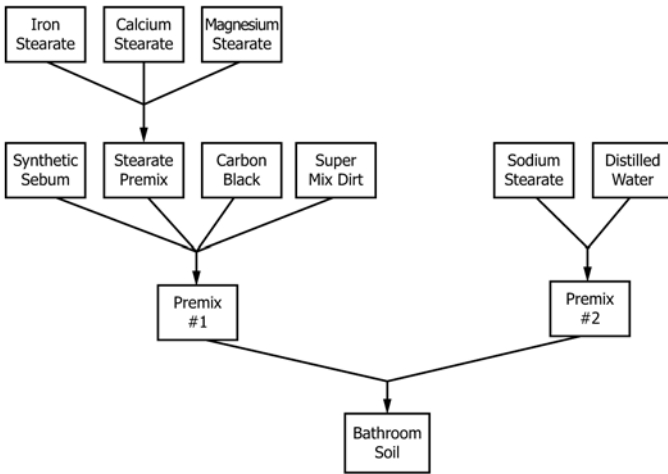 Iron
Stearate
Calcium
Stearate
Magnesium
Stearate
Synthetic
Sebum
Stearate
Premix
Carbon
Black
Super
Mix Dirt
Sodium
Stearate
Distilled
Water
Premix
#1
Premix
#2
Bathroom
Soil